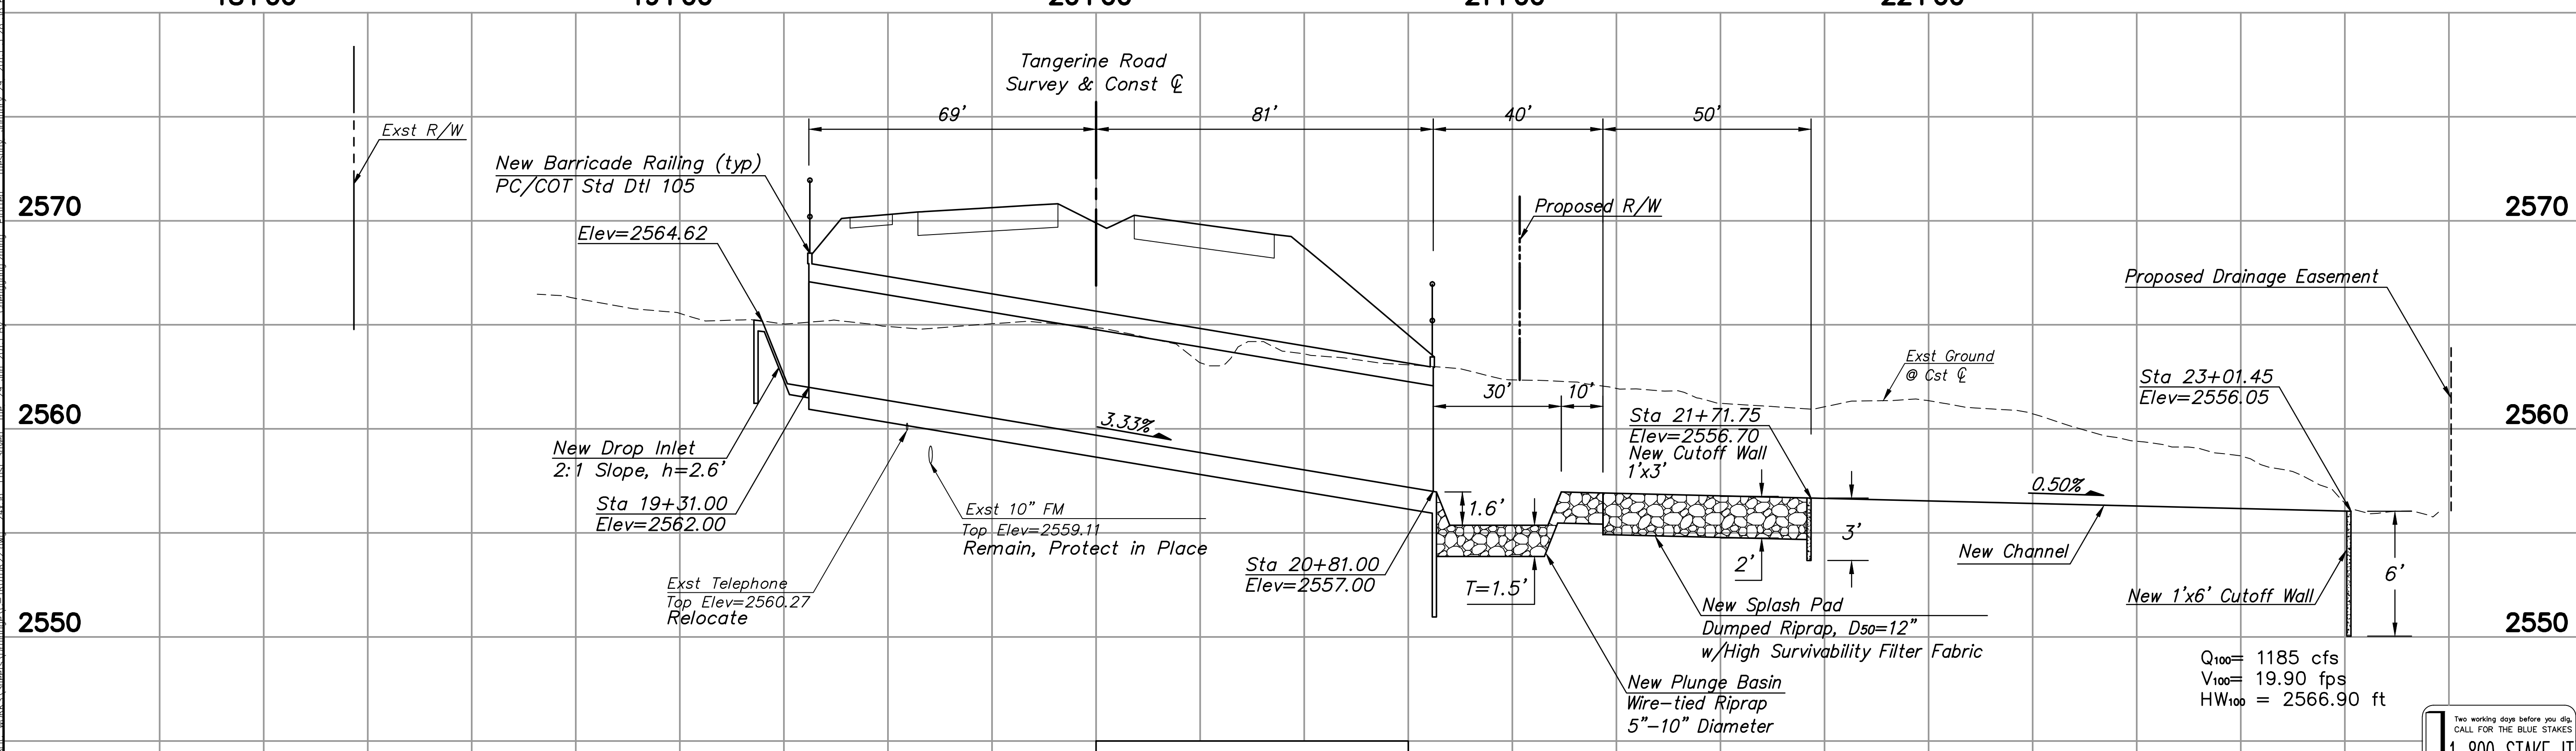 Tangerine Road
Survey & Const ℄
69'
81'
40'
50'
Exst R/W
New Barricade Railing (typ)
PC/COT Std Dtl 105
2570
Elev=2564.62
Proposed R/W
2570
Proposed Drainage Easement
Exst Ground
@ Cst ℄
Sta 23+01.45
Elev=2556.05
30'
10'
2560
3.33%
Sta 21+71.75
Elev=2556.70
New Cutoff Wall
1'x3'
2560
New Drop Inlet
2:1 Slope, h=2.6'
Sta 19+31.00
Elev=2562.00
Exst 10" FM
Top Elev=2559.11
Remain, Protect in Place
1.6'
0.50%
3'
New Channel
2'
6'
Sta 20+81.00
Elev=2557.00
T=1.5'
Exst Telephone
Top Elev=2560.27
Relocate
New 1'x6' Cutoff Wall
2550
New Splash Pad
Dumped Riprap, D50=12"
w/High Survivability Filter Fabric
2550
New Plunge Basin
Wire-tied Riprap
5"-10" Diameter
Q100= 1185 cfs
V100= 19.90 fps
HW100 = 2566.90 ft
Two working days before you dig,
CALL FOR THE BLUE STAKES